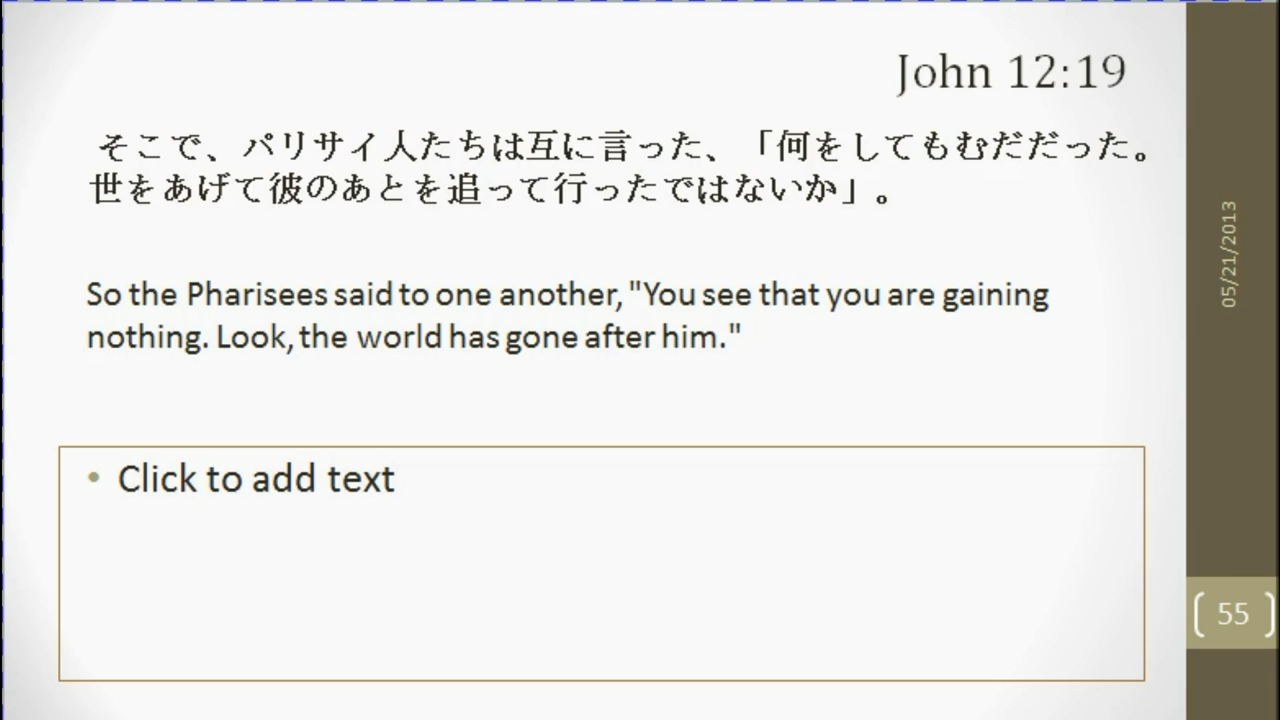 John 12:19
そこで、パリサイ人たちは互に言った、「何をしてもむだだった。
世をあげて彼のあとを追って行ったではないか」。
So the Pharisees said to one another, "You see that you are gaining
nothing. Look, the world has gone after him."
• Click to add text
05/21/2013
55